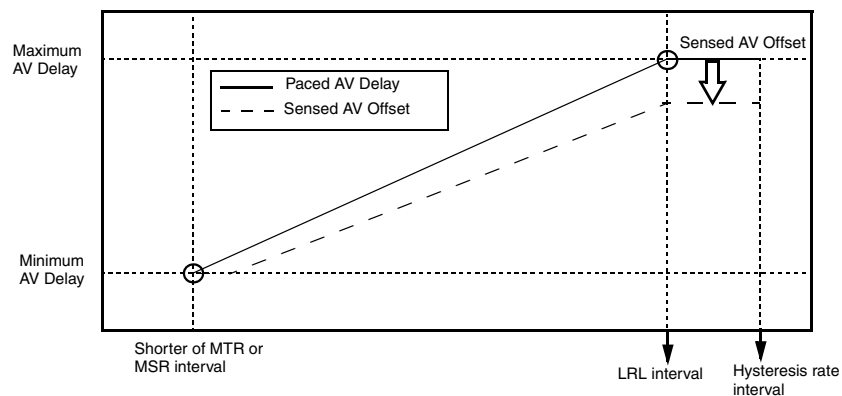 Maximum
AV Delay
Sensed AV Offset
Paced AV Delay
Sensed AV Offset
Minimum
AV Delay
Shorter of MTR or
MSR interval
LRL interval
Hysteresis rate
interval